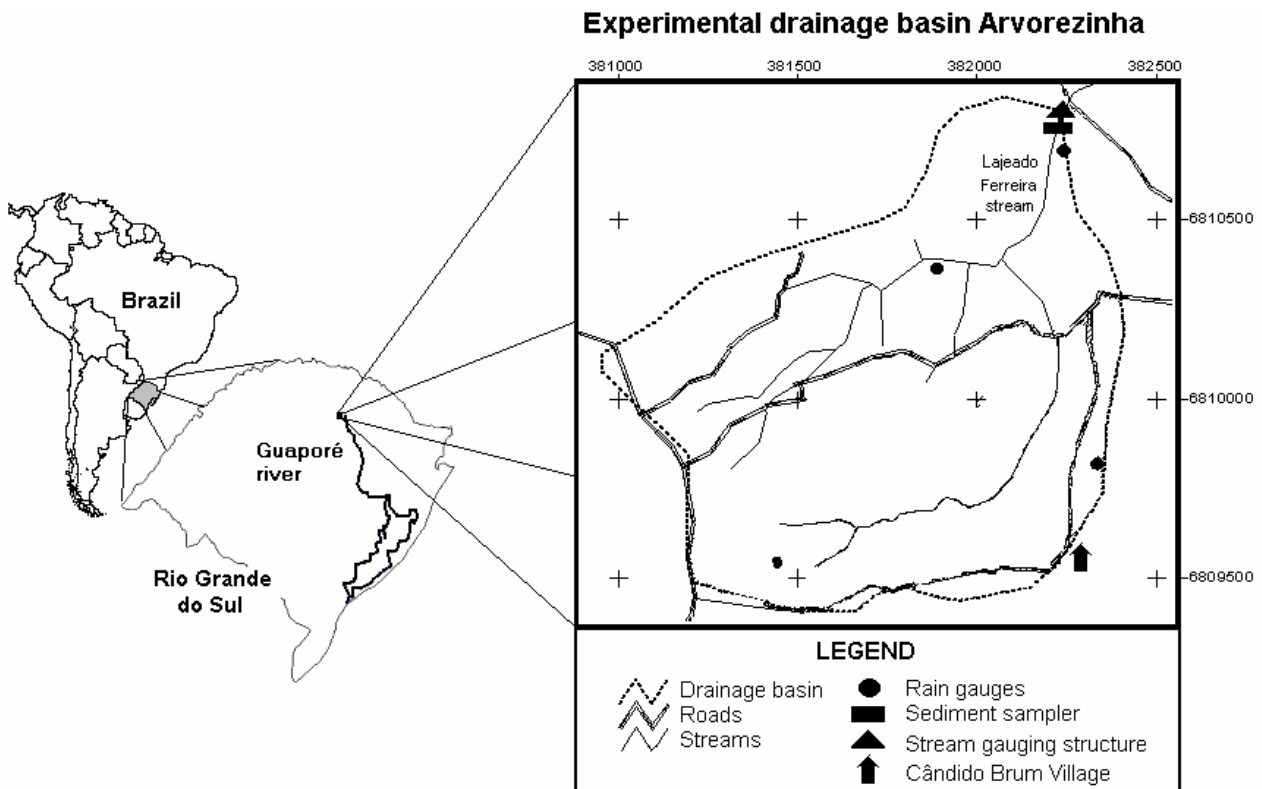 Experimental drainage basin Arvorezinha
381000 381500 382000 382500
Lajeado
Ferreira
stream
6810500
6810000
6809500
Brazil
Guaporé
river
Rio Grande
do Sul
LEGEND
Drainage basin
Roads
Streams
Rain gauges
Sediment sampler
Stream gauging structure
Cândido Brum Village